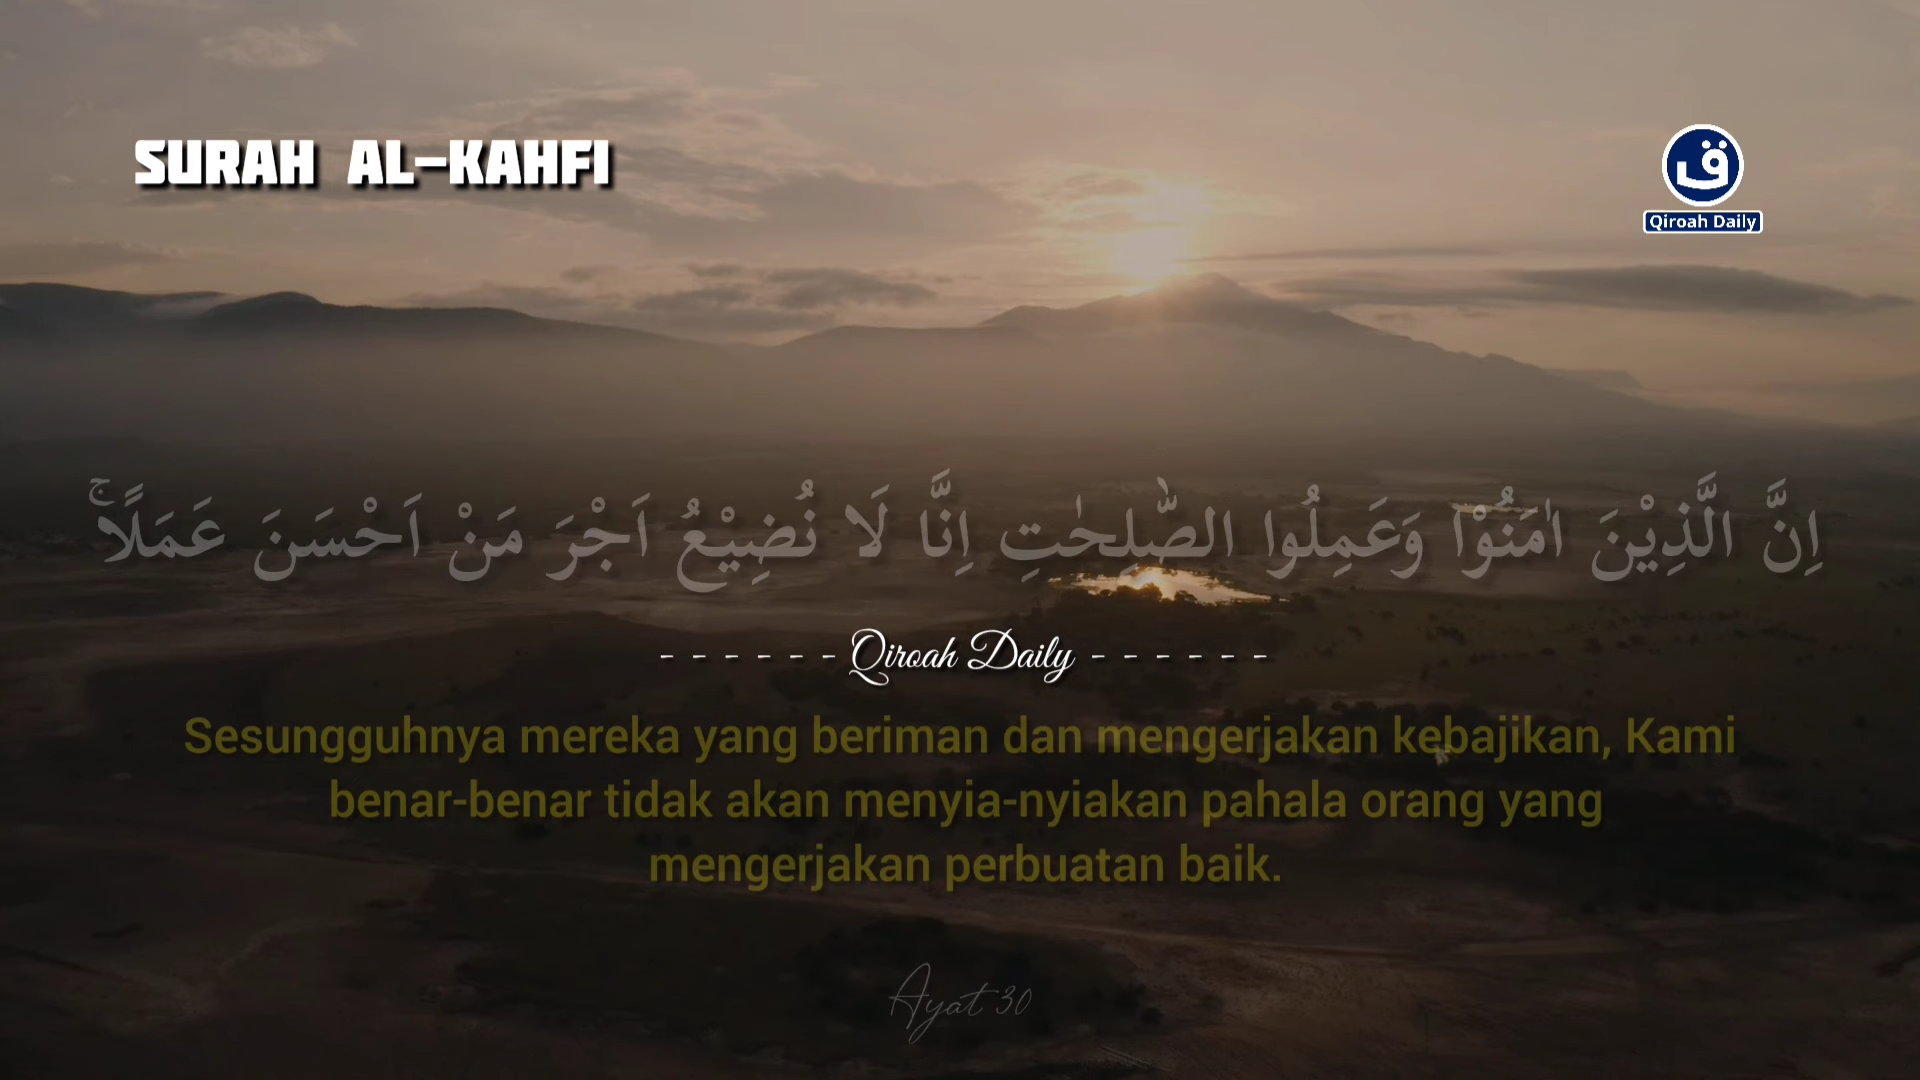 SURAH AL-KAHFI
ق
Qiroah Daily
اِنَّ الَّذِيْنَ اٰمَنُوْا وَعَمِلُوا الصّٰلِحٰتِ اِنَّا لَا نُضِيْعُ اَجْرَ مَنْ اَحْسَنَ عَمَلًاۚ
- - - - - - Qiroah Daily - - - - - -
Sesungguhnya mereka yang beriman dan mengerjakan kebajikan, Kami
benar-benar tidak akan menyia-nyiakan pahala orang yang
mengerjakan perbuatan baik.
Ayat 30